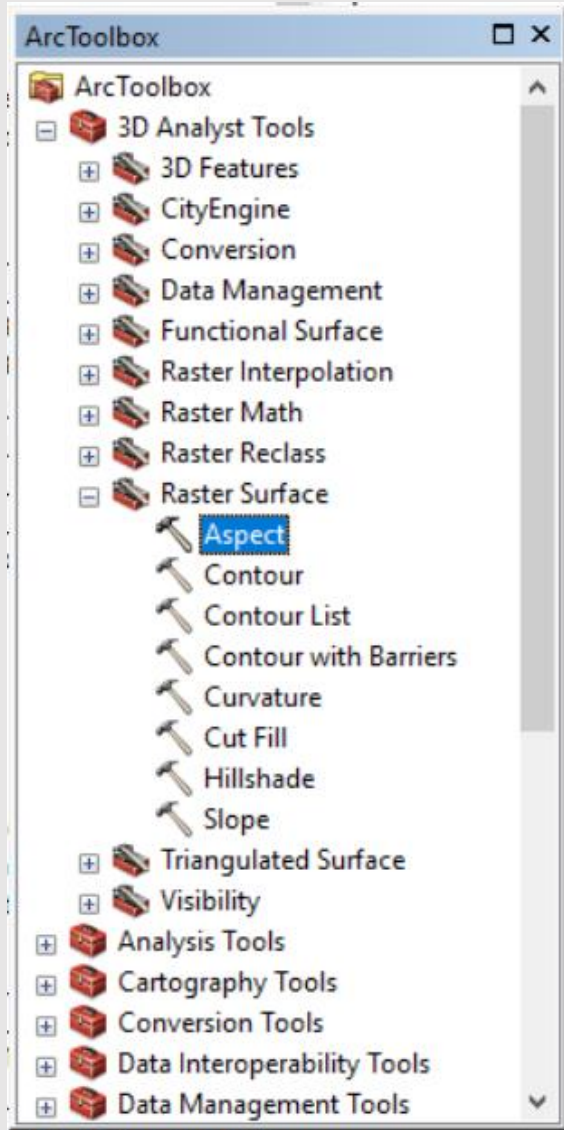 ArcToolbox
ArcToolbox
3D Analyst Tools
3D Features
CityEngine
Conversion
Data Management
Functional Surface
Raster Interpolation
Raster Math
Raster Reclass
Raster Surface
Aspect
Contour
Contour List
Contour with Barriers
Curvature
Cut Fill
Hillshade
Slope
Triangulated Surface
Visibility
Analysis Tools
Cartography Tools
Conversion Tools
Data Interoperability Tools
Data Management Tools